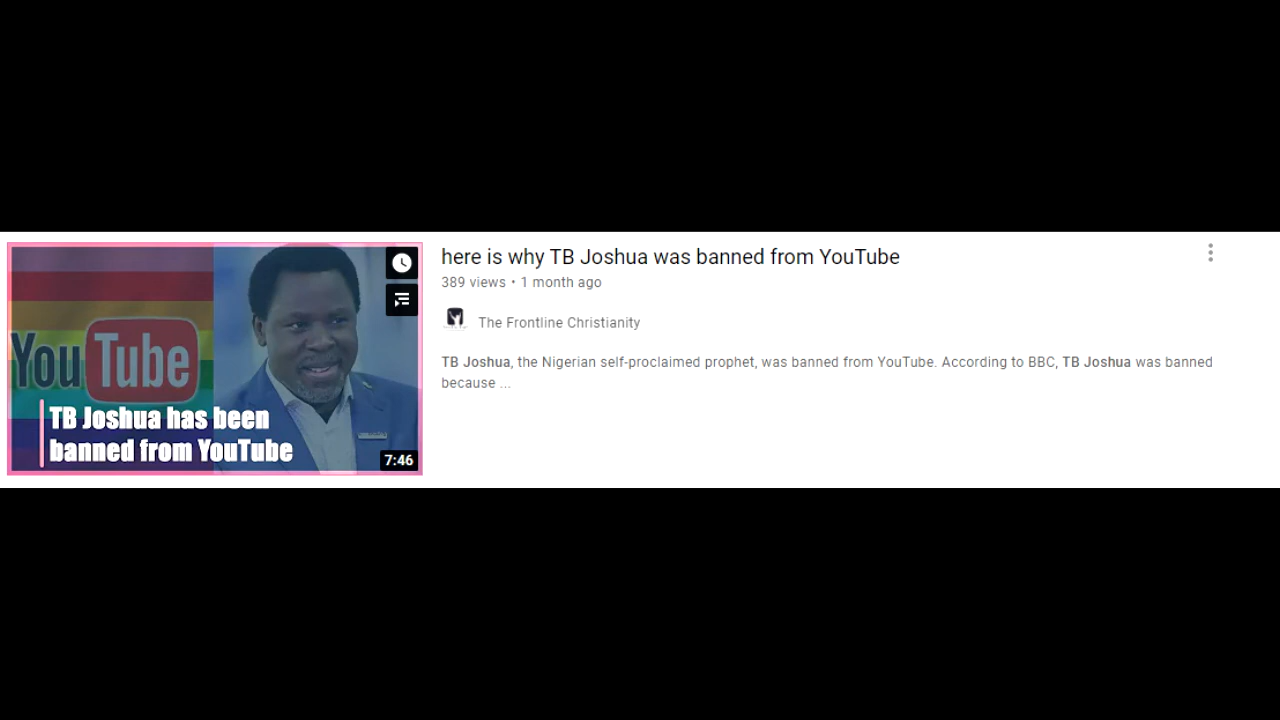 YouTube
TB Joshua has been
banned from YouTube
7:46
here is why TB Joshua was banned from YouTube
389 views • 1 month ago
The Frontline Christianity
TB Joshua, the Nigerian self-proclaimed prophet, was banned from YouTube. According to BBC, TB Joshua was banned
because ...